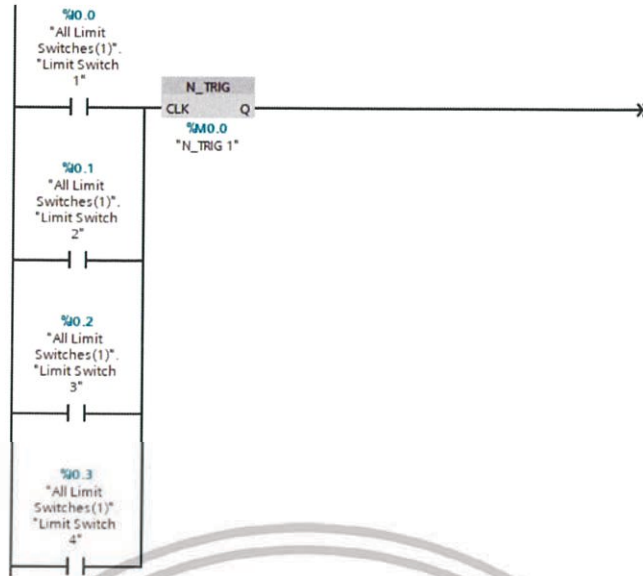 %I0.0
"All Limit
Switches(1)".
"Limit Switch
1"
N_TRIG
CLK Q
%M0.0
"N_TRIG 1"
%I0.1
"All Limit
Switches(1)".
"Limit Switch
2"
%I0.2
"All Limit
Switches(1)".
"Limit Switch
3"
%I0.3
"All Limit
Switches(1)"
"Limit Switch
4"